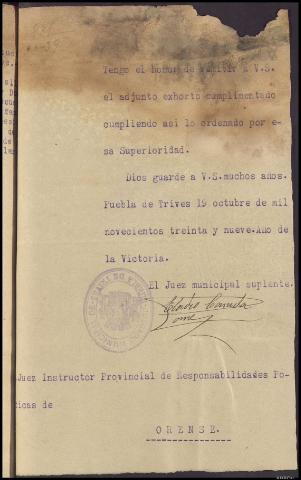 Tengo el honor de remitir a V.S.
el adjunto exhorto cumplimentado
cumpliendo asi lo ordenado por e-
sa Superioridad.
Dios guarde a V.S.muchos años.
Puebla de Trives 19 octubre de mil
novecientos treinta y nueve.Año de
la Victoria.
El Juez municipal suplente.
Juez Instructor Provincial de Responsabilidades Po-
ticas de
ORENSE.